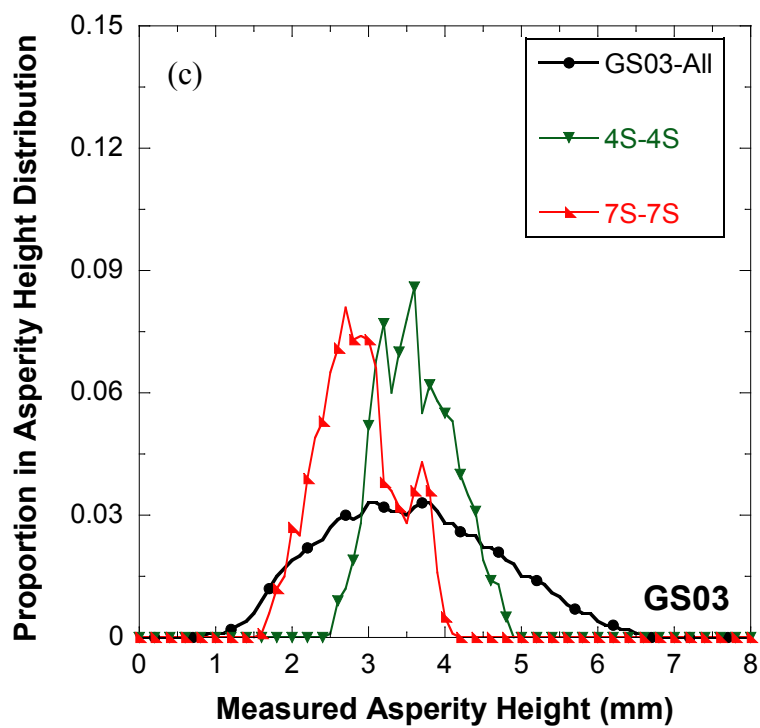 0.15
(c)
GS03-All
4S-4S
7S-7S
0.12
0.09
0.06
0.03
0
GS03
0 1 2 3 4 5 6 7 8
Measured Asperity Height (mm)
Proportion in Asperity Height Distribution